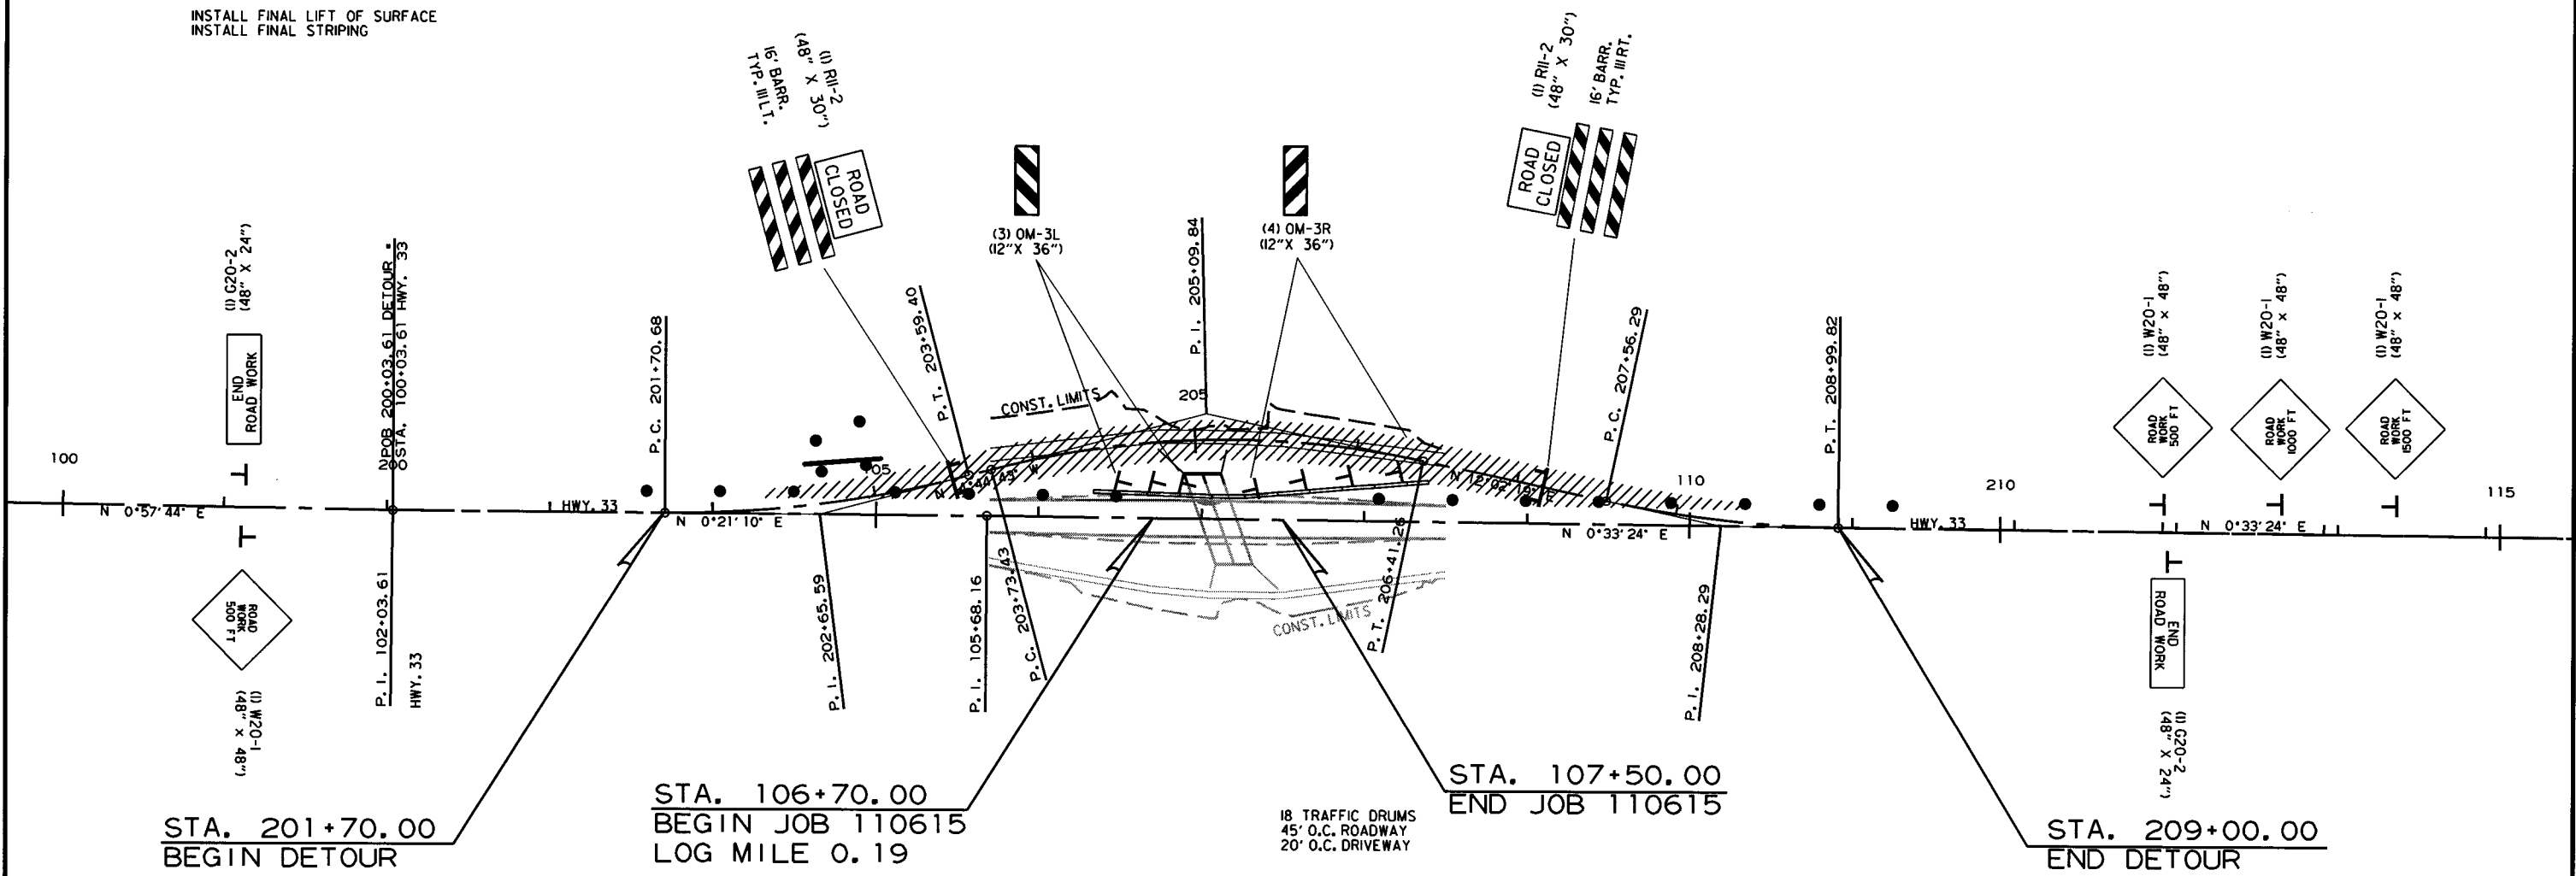 INSTALL FINAL LIFT OF SURFACE
INSTALL FINAL STRIPING
16' BARR.
TYP. III LT.
(1) R11-2
(48" X 30")
ROAD
CLOSED
(3) OM-3L
(12"X 36")
(4) OM-3R
(12"X 36")
(1) R11-2
(48" X 30")
16' BARR.
TYP. III RT.
ROAD
CLOSED
(1) G20-2
(48" X 24")
END
ROAD WORK
POB 200+03.61 DETOUR =
STA. 100+03.61 HWY. 33
P.C. 201+70.68
P.T. 203+59.40
P.I. 205+09.84
P.C. 207+56.29
P.T. 208+99.82
(1) W20-1
(48" X 48")
(1) W20-1
(48" X 48")
(1) W20-1
(48" X 48")
ROAD
WORK
500 FT
ROAD
WORK
1000 FT
ROAD
WORK
1500 FT
CONST. LIMITS
100
200
105
205
110
210
115
N 0°57'44" E
HWY. 33
N 0°21'10" E
N 12°02'19" E
N 0°33'24" E
HWY. 33
N 0°33'24" E
ROAD
WORK
500 FT
(1) W20-1
(48" X 48")
P.I. 102+03.61
HWY. 33
P.I. 202+65.59
P.I. 105+68.16
P.C. 203+73.43
CONST. LIMITS
P.T. 206+41.26
P.I. 208+28.29
END
ROAD WORK
(1) G20-2
(48" X 24")
STA. 201+70.00
BEGIN DETOUR
STA. 106+70.00
BEGIN JOB 110615
LOG MILE 0.19
18 TRAFFIC DRUMS
45' O.C. ROADWAY
20' O.C. DRIVEWAY
STA. 107+50.00
END JOB 110615
STA. 209+00.00
END DETOUR